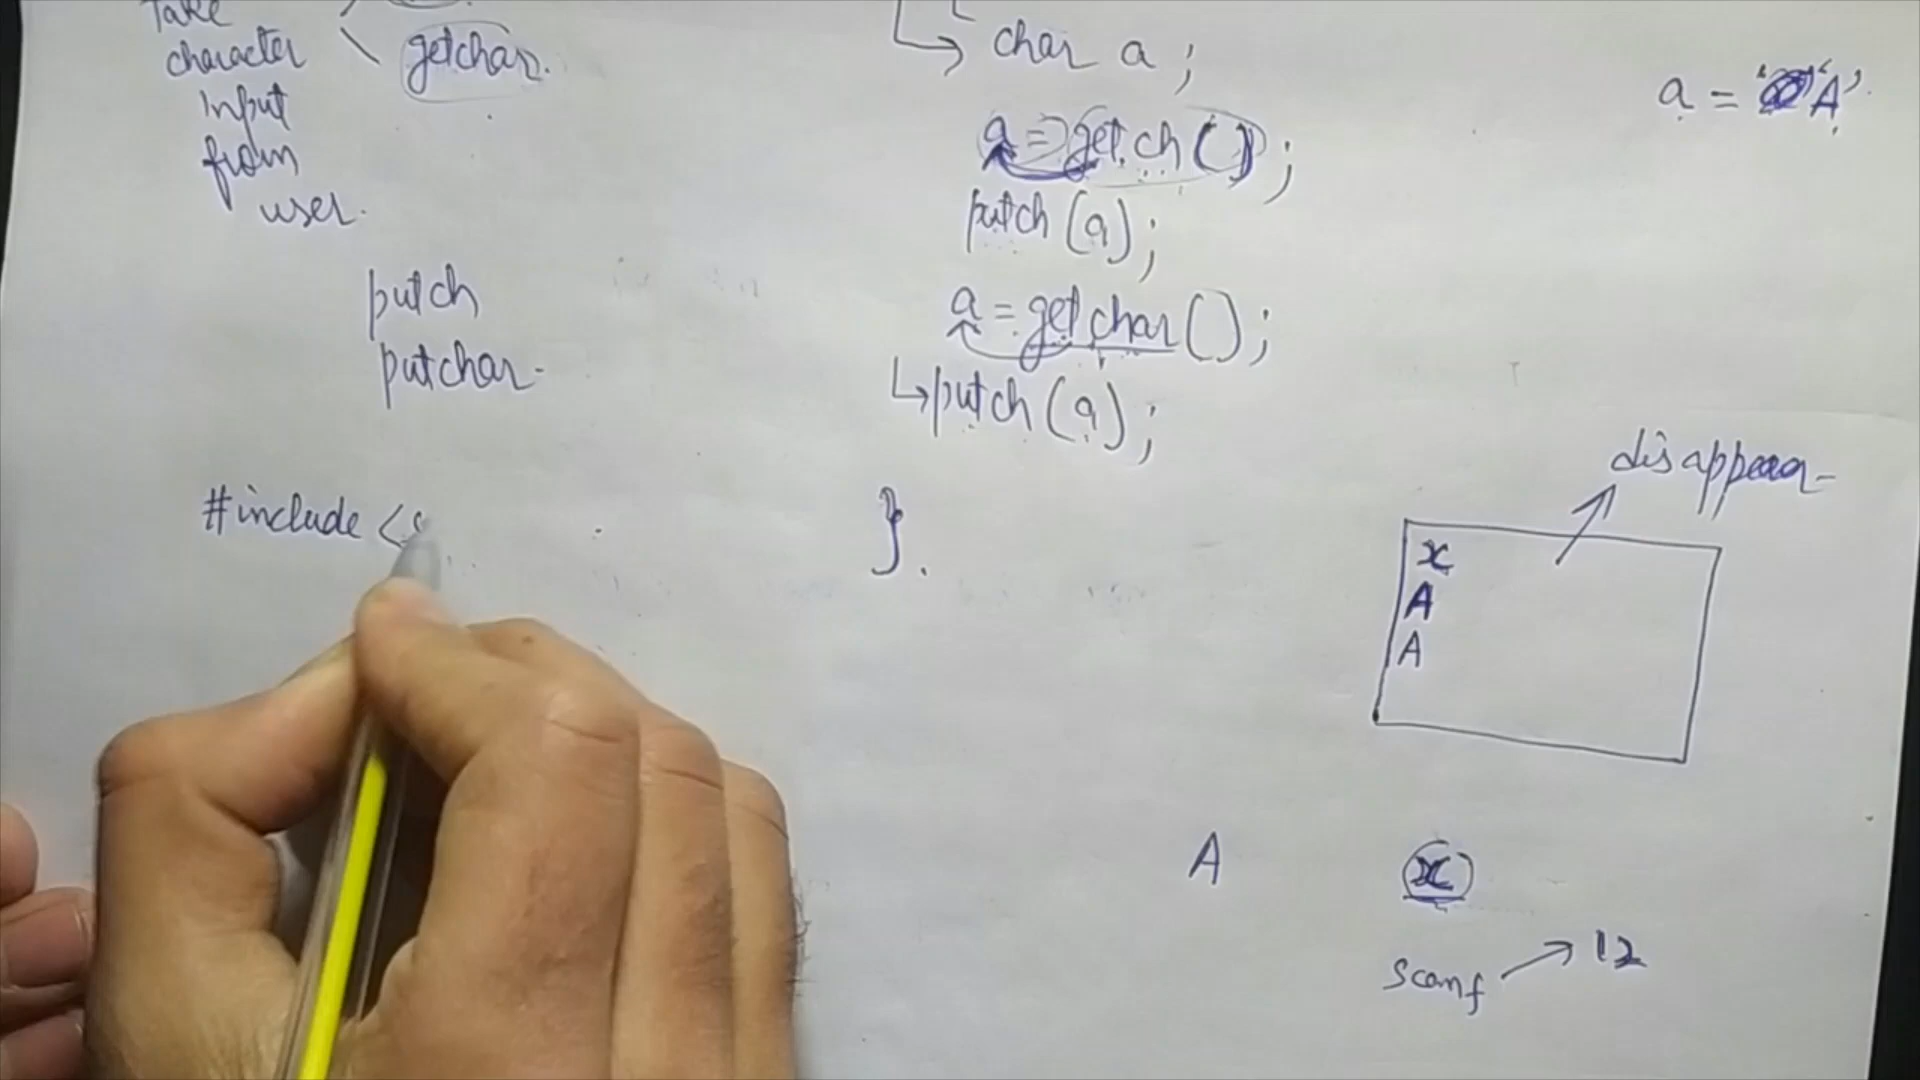 Take
character
getchar.
Input
from
user.
putch
putchar.
#include <s
char a;
a = getch();
putch (a);
a = getchar();
putch (a);
}.
a = 'A'.
disappear
x
A
A
A
x
scanf → 12